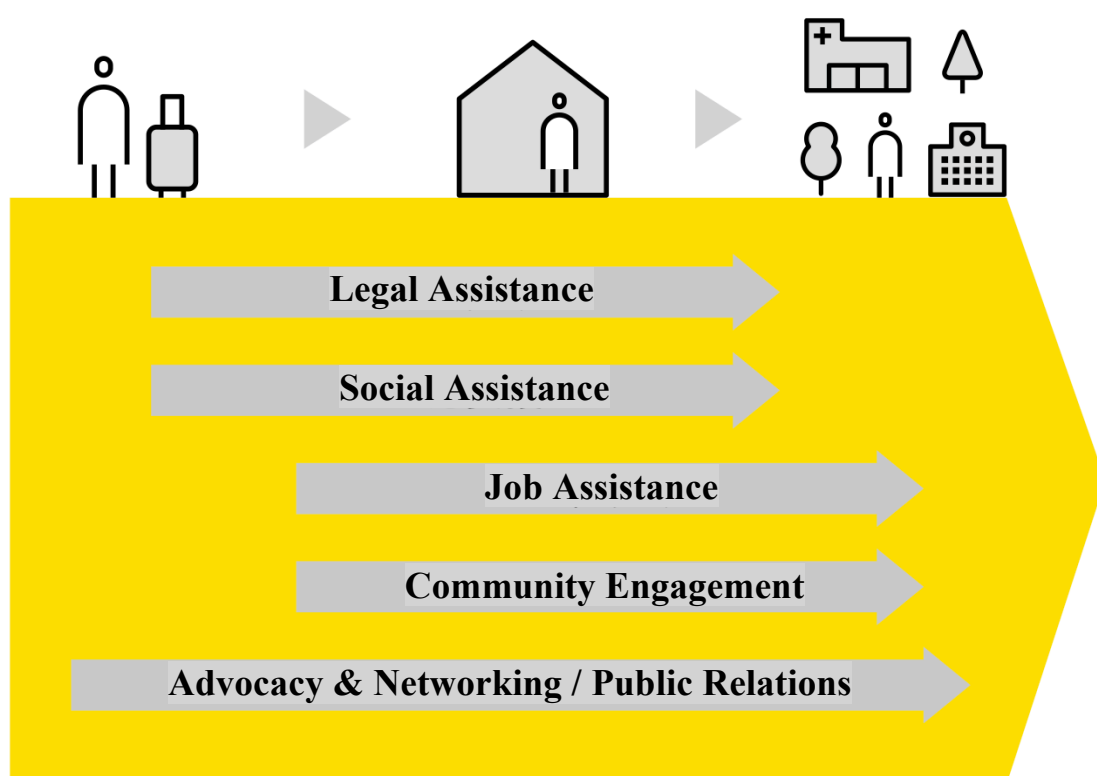 Legal Assistance
Social Assistance
Job Assistance
Community Engagement
Advocacy & Networking / Public Relations